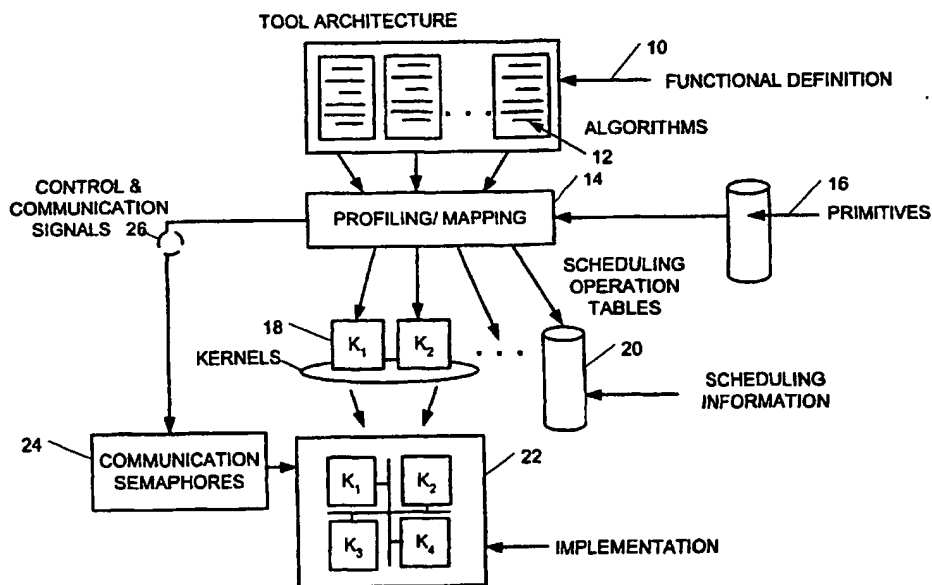 TOOL ARCHITECTURE
10
FUNCTIONAL DEFINITION
ALGORITHMS
12
CONTROL &
COMMUNICATION
SIGNALS 26
14
PROFILING/ MAPPING
16
PRIMITIVES
SCHEDULING
OPERATION
TABLES
18
K1
K2
KERNELS
20
SCHEDULING
INFORMATION
24
COMMUNICATION
SEMAPHORES
22
K1
K2
K3
K4
IMPLEMENTATION